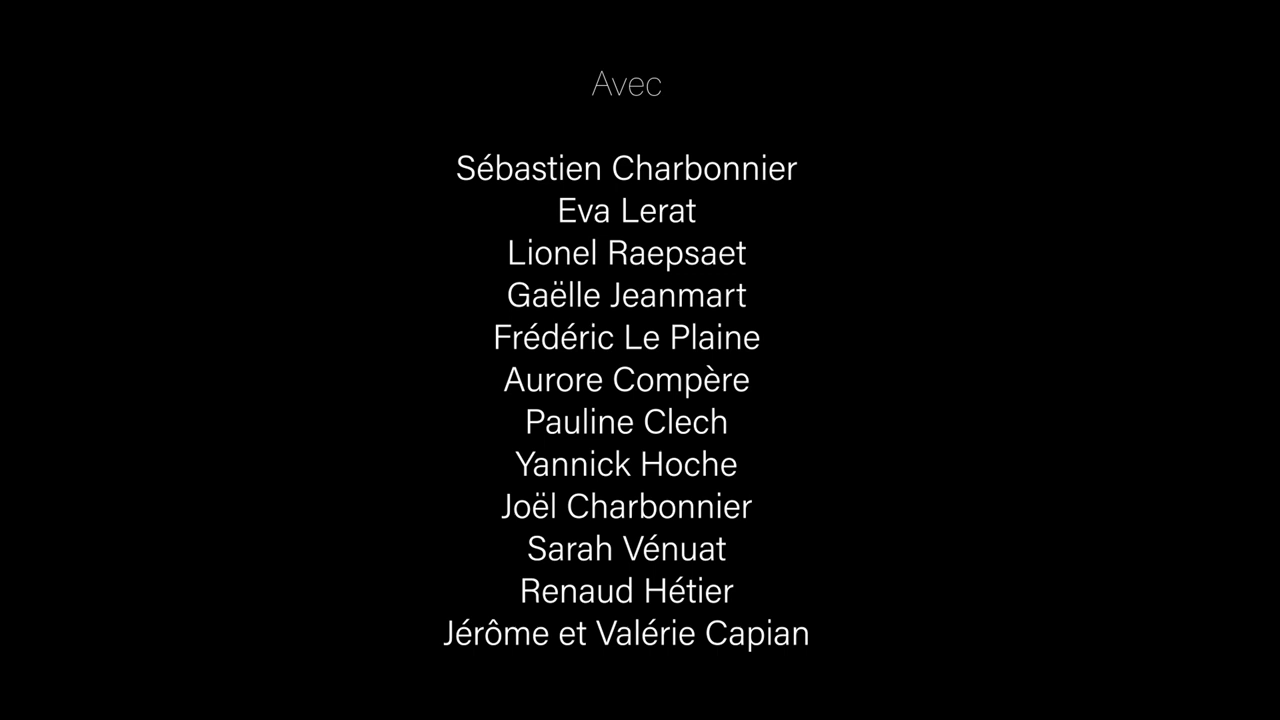 Avec
Sébastien Charbonnier
Eva Lerat
Lionel Raepsaet
Gaëlle Jeanmart
Frédéric Le Plaine
Aurore Compère
Pauline Clech
Yannick Hoche
Joël Charbonnier
Sarah Vénuat
Renaud Hétier
Jérôme et Valérie Capian